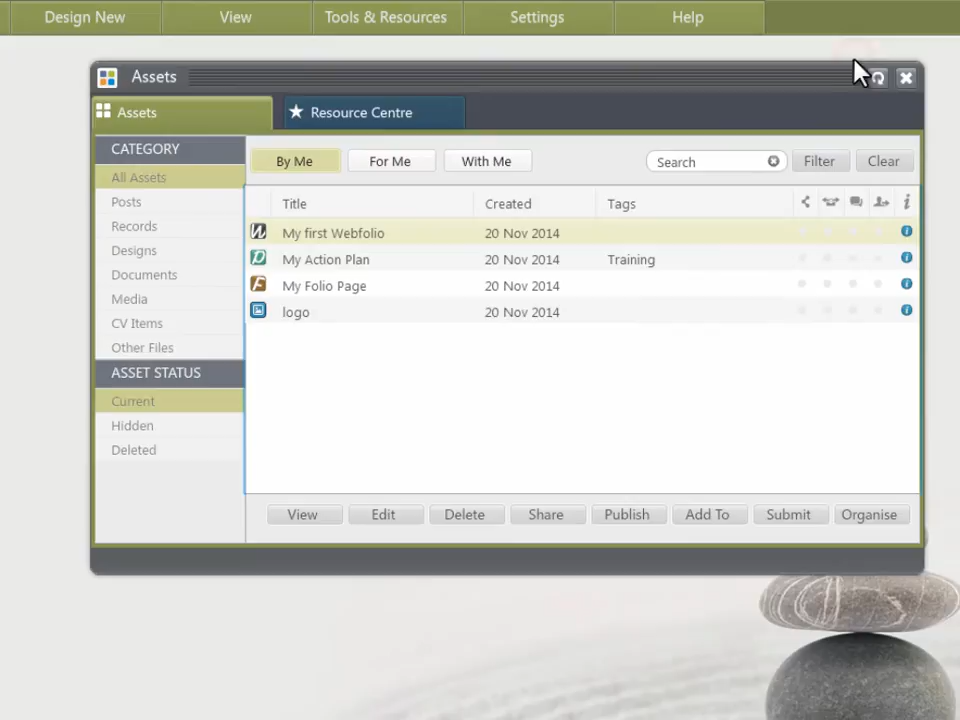 Design New View Tools & Resources Settings Help
Assets
Assets Resource Centre
CATEGORY
All Assets
Posts
Records
Designs
Documents
Media
CV Items
Other Files
ASSET STATUS
Current
Hidden
Deleted
By Me For Me With Me Search Filter Clear
Title Created Tags i
My first Webfolio 20 Nov 2014
My Action Plan 20 Nov 2014 Training
My Folio Page 20 Nov 2014
logo 20 Nov 2014
View Edit Delete Share Publish Add To Submit Organise